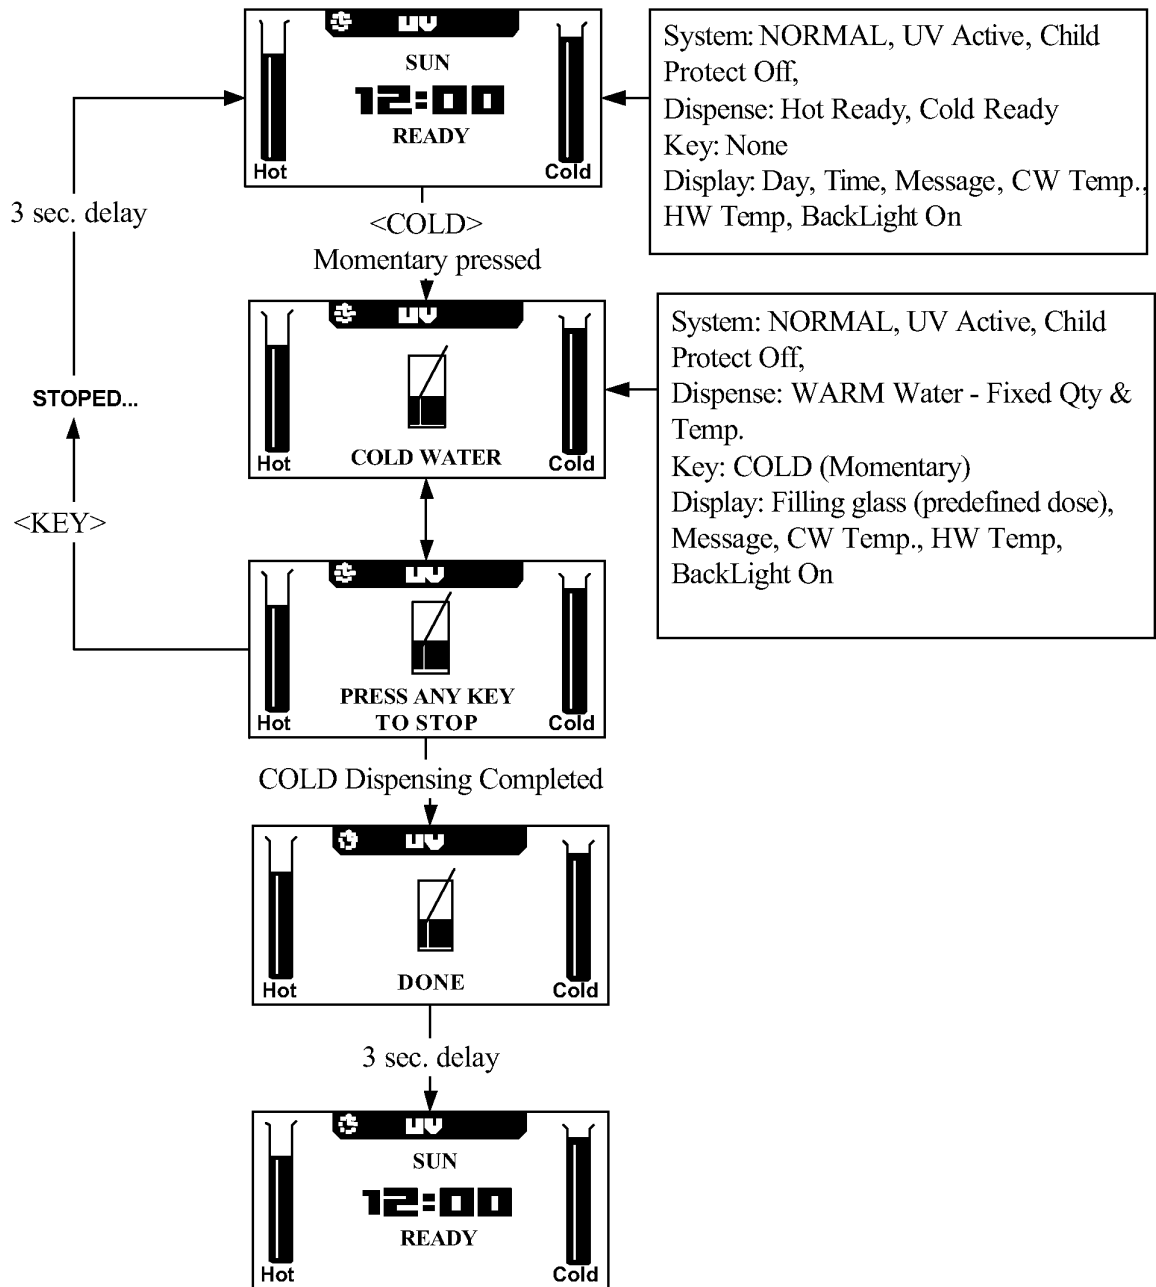 UV
SUN
12:00
READY
Hot
Cold
System: NORMAL, UV Active, Child
Protect Off,
Dispense: Hot Ready, Cold Ready
Key: None
Display: Day, Time, Message, CW Temp.,
HW Temp, BackLight On
3 sec. delay
<COLD>
Momentary pressed
UV
COLD WATER
Hot
Cold
System: NORMAL, UV Active, Child
Protect Off,
Dispense: WARM Water - Fixed Qty &
Temp.
Key: COLD (Momentary)
Display: Filling glass (predefined dose),
Message, CW Temp., HW Temp,
BackLight On
STOPED...
<KEY>
UV
PRESS ANY KEY
TO STOP
Hot
Cold
COLD Dispensing Completed
UV
DONE
Hot
Cold
3 sec. delay
UV
SUN
12:00
READY
Hot
Cold